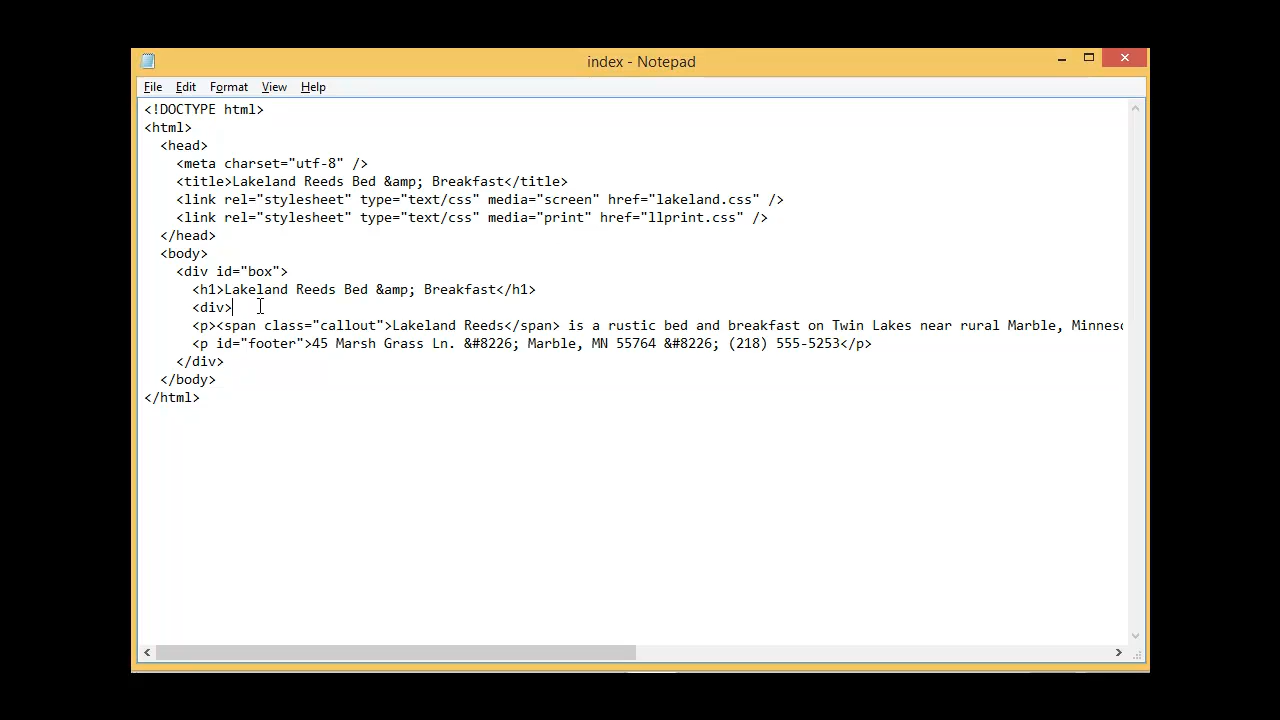 index - Notepad
File Edit Format View Help
<!DOCTYPE html>
<html>
<head>
<meta charset="utf-8" />
<title>Lakeland Reeds Bed &amp; Breakfast</title>
<link rel="stylesheet" type="text/css" media="screen" href="lakeland.css" />
<link rel="stylesheet" type="text/css" media="print" href="llprint.css" />
</head>
<body>
<div id="box">
<h1>Lakeland Reeds Bed &amp; Breakfast</h1>
<div>
<p><span class="callout">Lakeland Reeds</span> is a rustic bed and breakfast on Twin Lakes near rural Marble,
<p id="footer">45 Marsh Grass Ln. &#8226; Marble, MN 55764 &#8226; (218) 555-5253</p>
</div>
</body>
</html>